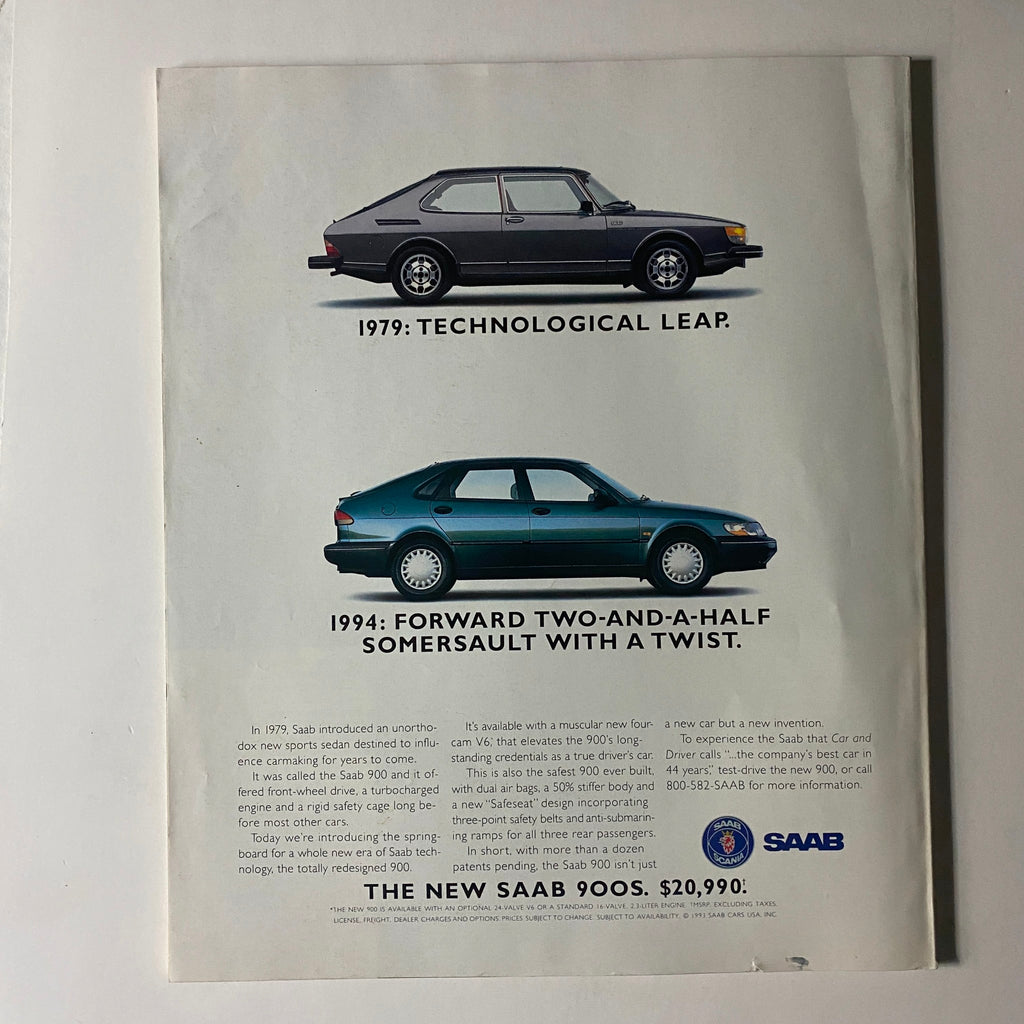 1979: TECHNOLOGICAL LEAP.
1994: FORWARD TWO-AND-A-HALF
SOMERSAULT WITH A TWIST.
In 1979, Saab introduced an unortho-
dox new sports sedan destined to influ-
ence carmaking for years to come.
It was called the Saab 900 and it of-
fered front-wheel drive, a turbocharged
engine and a rigid safety cage long be-
fore most other cars.
Today we're introducing the spring-
board for a whole new era of Saab tech-
nology, the totally redesigned 900.
It's available with a muscular new four-
cam V6,* that elevates the 900's long-
standing credentials as a true driver's car.
This is also the safest 900 ever built,
with dual air bags, a 50% stiffer body and
a new "Safeseat" design incorporating
three-point safety belts and anti-submarin-
ing ramps for all three rear passengers.
In short, with more than a dozen
patents pending, the Saab 900 isn't just
a new car but a new invention.
To experience the Saab that Car and
Driver calls "...the company's best car in
44 years," test-drive the new 900, or call
800-582-SAAB for more information.
SAAB
SCANIA
SAAB
THE NEW SAAB 900S. $20,990.†
*THE NEW 900 IS AVAILABLE WITH AN OPTIONAL 24-VALVE V6 OR A STANDARD 16-VALVE, 2.3-LITER ENGINE. †MSRP, EXCLUDING TAXES,
LICENSE, FREIGHT, DEALER CHARGES AND OPTIONS. PRICES SUBJECT TO CHANGE. SUBJECT TO AVAILABILITY. © 1993 SAAB CARS USA, INC.